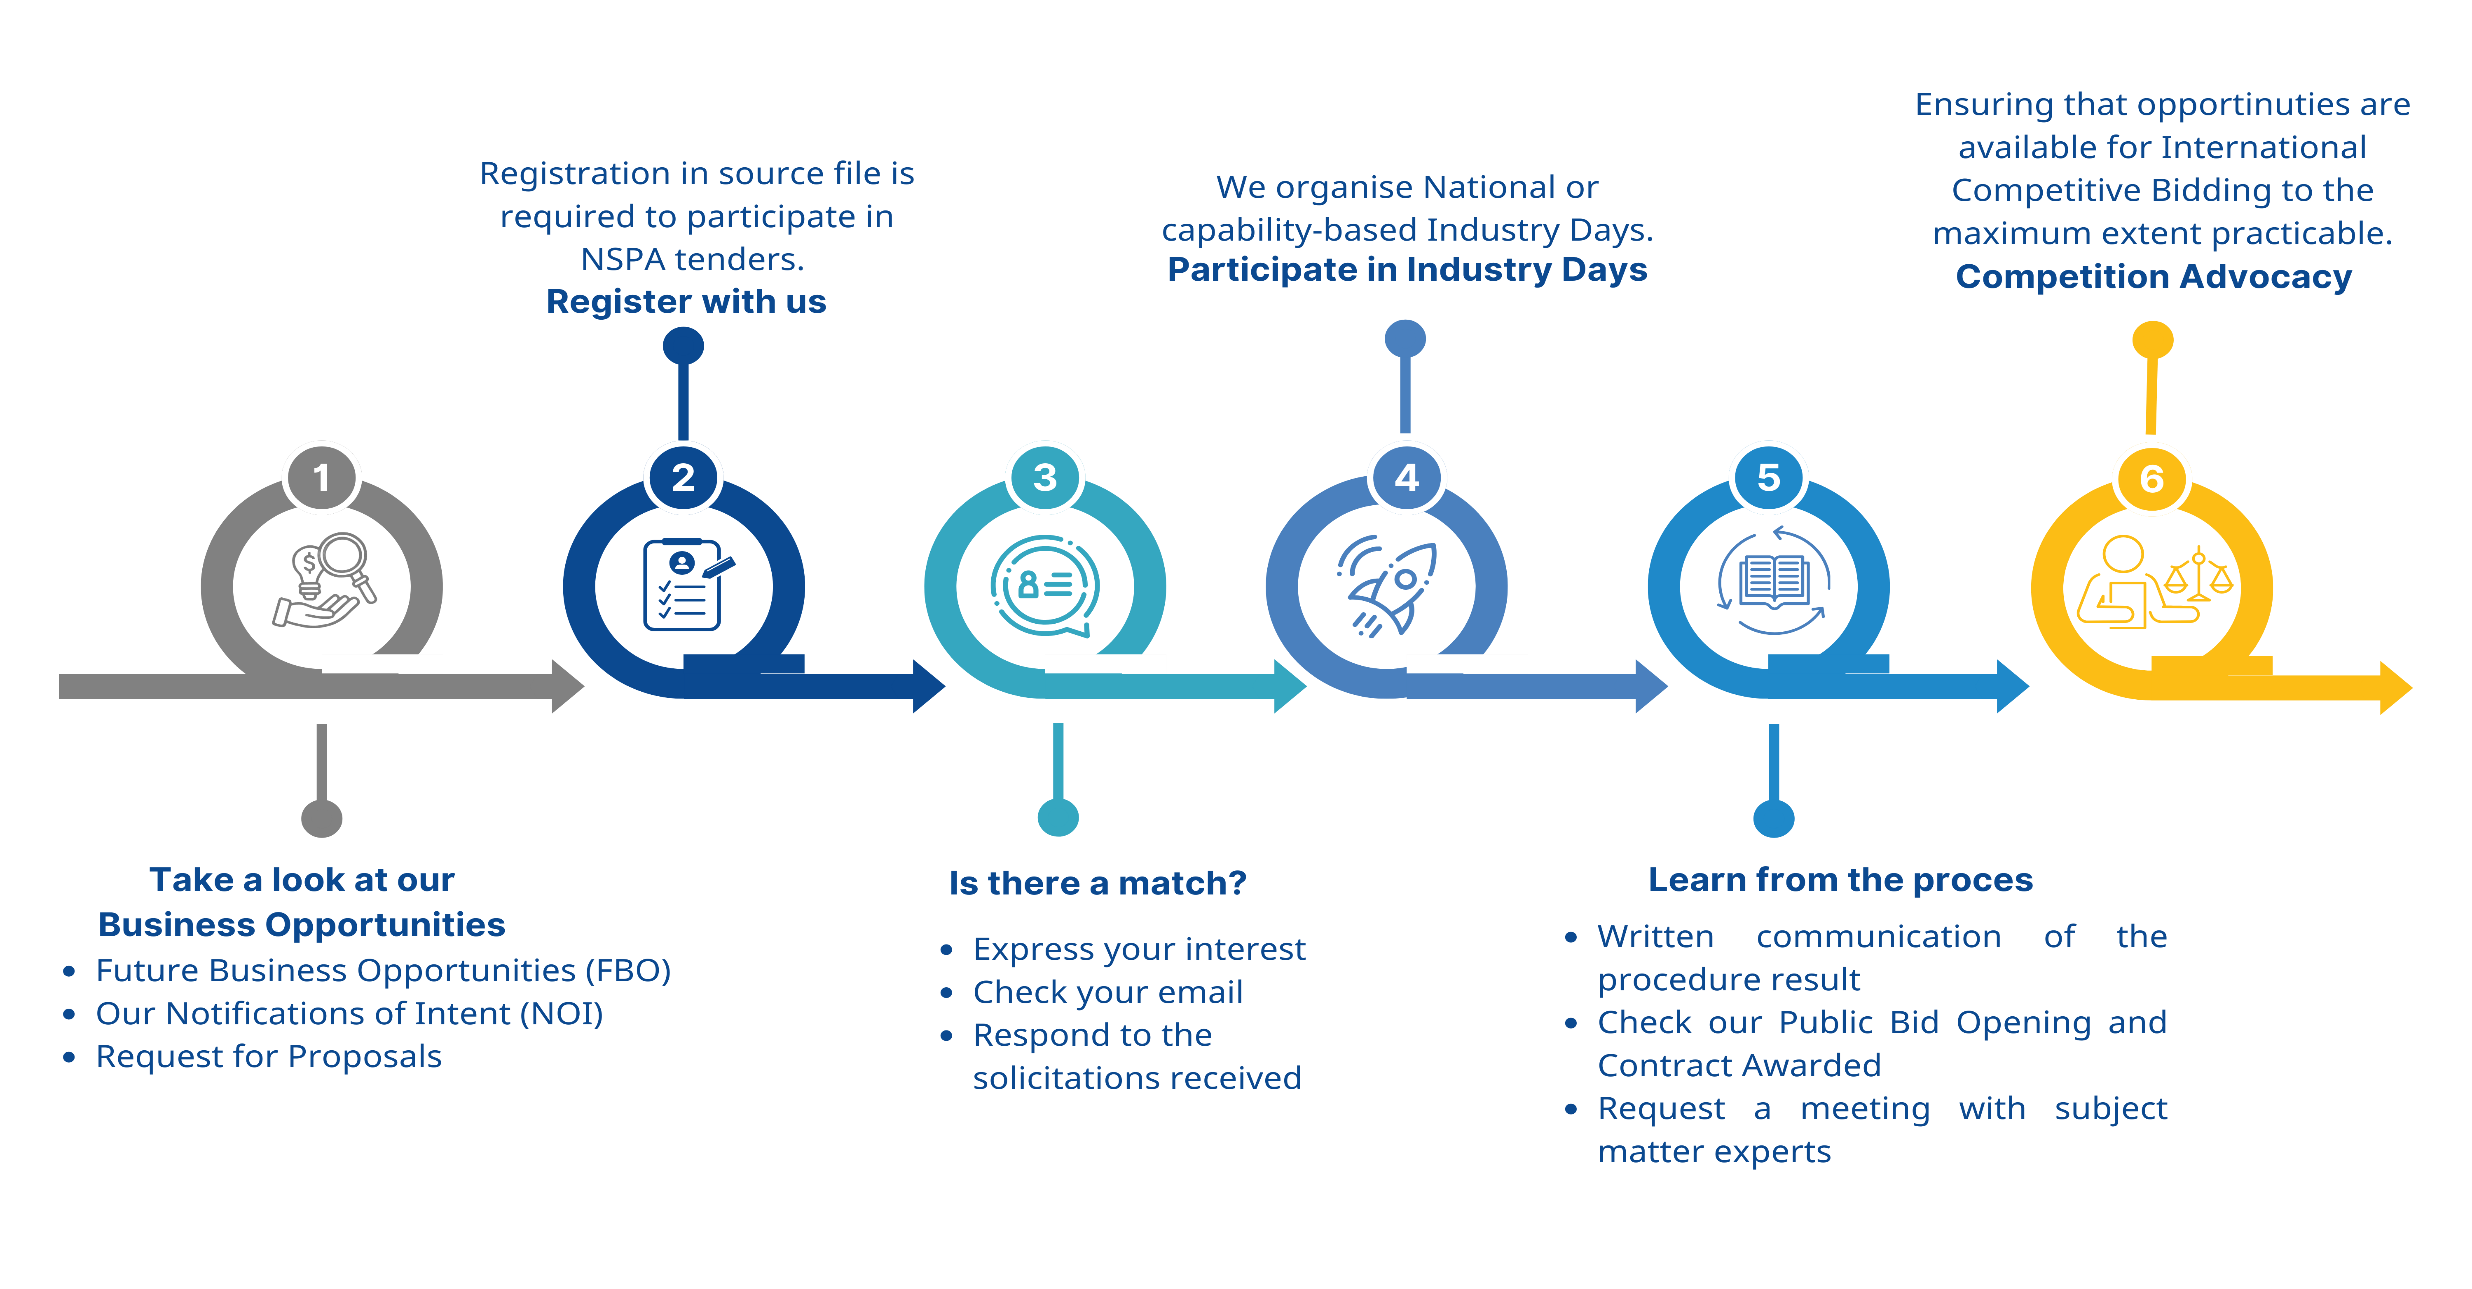 1
Take a look at our
Business Opportunities
• Future Business Opportunities (FBO)
• Our Notifications of Intent (NOI)
• Request for Proposals
Registration in source file is
required to participate in
NSPA tenders.
Register with us
2
3
Is there a match?
• Express your interest
• Check your email
• Respond to the
solicitations received
We organise National or
capability-based Industry Days.
Participate in Industry Days
4
5
Learn from the proces
• Written communication of the
procedure result
• Check our Public Bid Opening and
Contract Awarded
• Request a meeting with subject
matter experts
Ensuring that opportinuties are
available for International
Competitive Bidding to the
maximum extent practicable.
Competition Advocacy
6
$